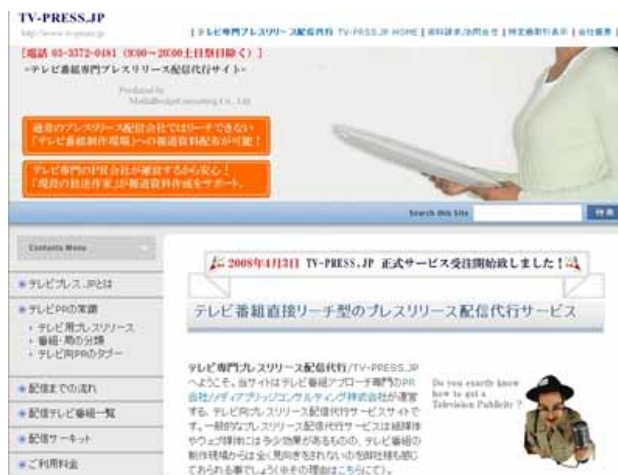 TV-PRESS.JP
http://www.tv-press.jp
[テレビ専門プレスリリース配信代行 TV-PRSS.JP HOME | 資料請求/お問合せ | 特定商取引表示 | 会社概要 |
[電話 03-3372-0481 (9:00～20:00土日祭日除く) ]
-テレビ番組専門プレスリリース配信代行サイト-
Produced by
MediaBridgeConsulting Co., Ltd.
通常のプレスリリース配信会社ではリーチできない
「テレビ番組制作現場」への報道資料配布が可能!
テレビ専門のPR会社が運営するから安心!
「現役の放送作家」が報道資料作成をサポート。
Search this Site
検索
Contents Menu
テレビプレス.JPとは
テレビPRの常識
テレビ用プレスリリース
番組・局の分類
テレビ向PRのタブー
配信までの流れ
配信テレビ番組一覧
配信サーキット
ご利用料金
2008年4月3日 TV-PRESS.JP 正式サービス受注開始致しました!
テレビ番組直接リーチ型のプレスリリース配信代行サービス
テレビ専門プレスリリース配信代行/TV-PRESS.JP
へようこそ。当サイトはテレビ番組アプローチ専門のPR
会社/メディアブリッジコンサルティング株式会社が運営
する、テレビ向プレスリリース配信代行サービスサイトで
す。一般的なプレスリリース配信代行サービスは紙媒体
やウェブ媒体には多少効果があるものの、テレビ番組の
制作現場からは全く見向きをされないのを御社様も感じ
ておられる事でしょう(※その理由はこちらにて)。
Do you exactly know
how to get a
Television Publicity ?